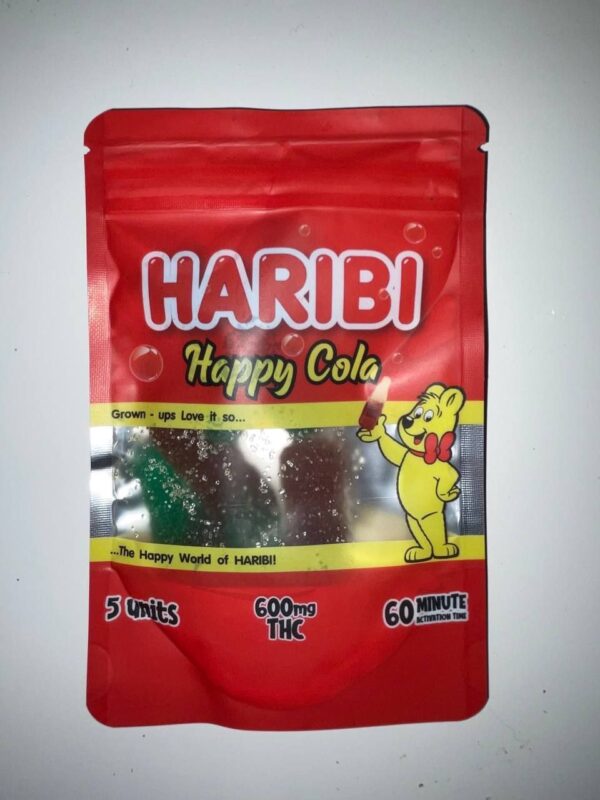 HARIBI
Happy Cola
Grown - ups Love it so...
...The Happy World of HARIBI!
5 units
600mg
THC
60 MINUTE
ACTIVATION TIME